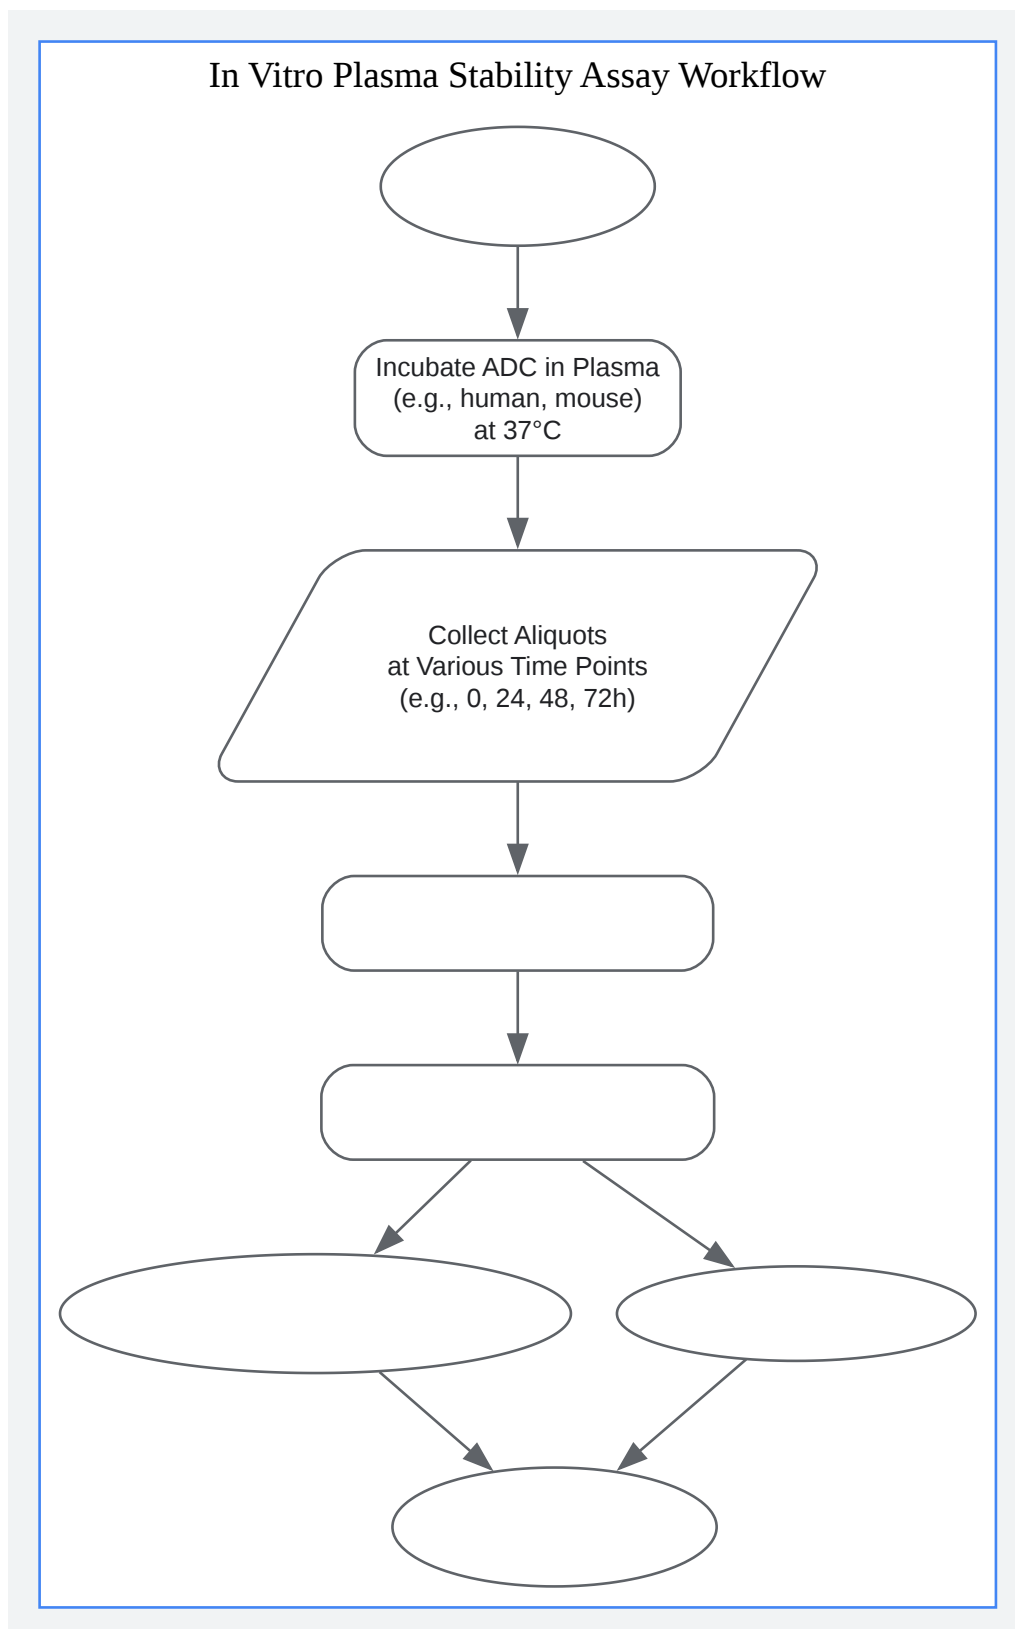 In Vitro Plasma Stability Assay Workflow
Incubate ADC in Plasma
(e.g., human, mouse)
at 37°C
Collect Aliquots
at Various Time Points
(e.g., 0, 24, 48, 72h)